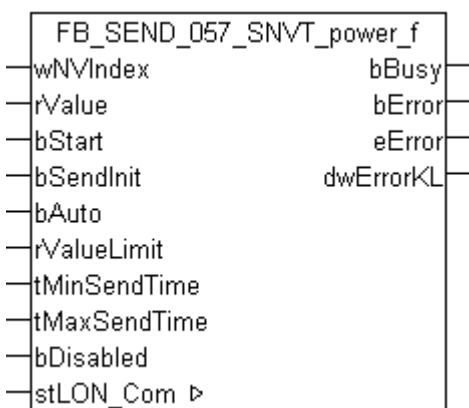 FB_SEND_057_SNVT_power_f
wNVIndex bBusy
rValue bError
bStart eError
bSendInit dwErrorKL
bAuto
rValueLimit
tMinSendTime
tMaxSendTime
bDisabled
stLON_Com ▷